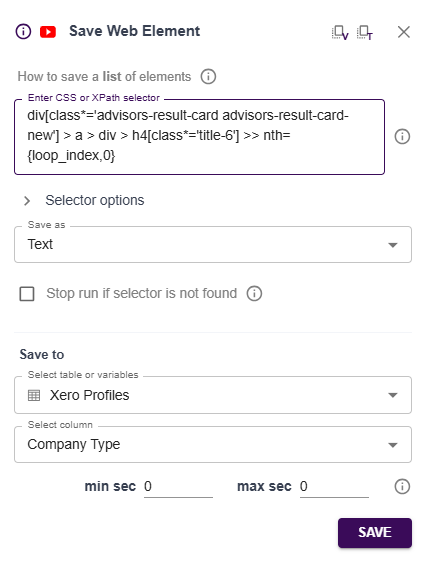 Save Web Element
How to save a list of elements
Enter CSS or XPath selector
div[class*='advisors-result-card advisors-result-card-
new'] > a > div > h4[class*='title-6'] >> nth=
{loop_index,0}
Selector options
Save as
Text
Stop run if selector is not found
Save to
Select table or variables
Xero Profiles
Select column
Company Type
min sec 0 max sec 0
SAVE